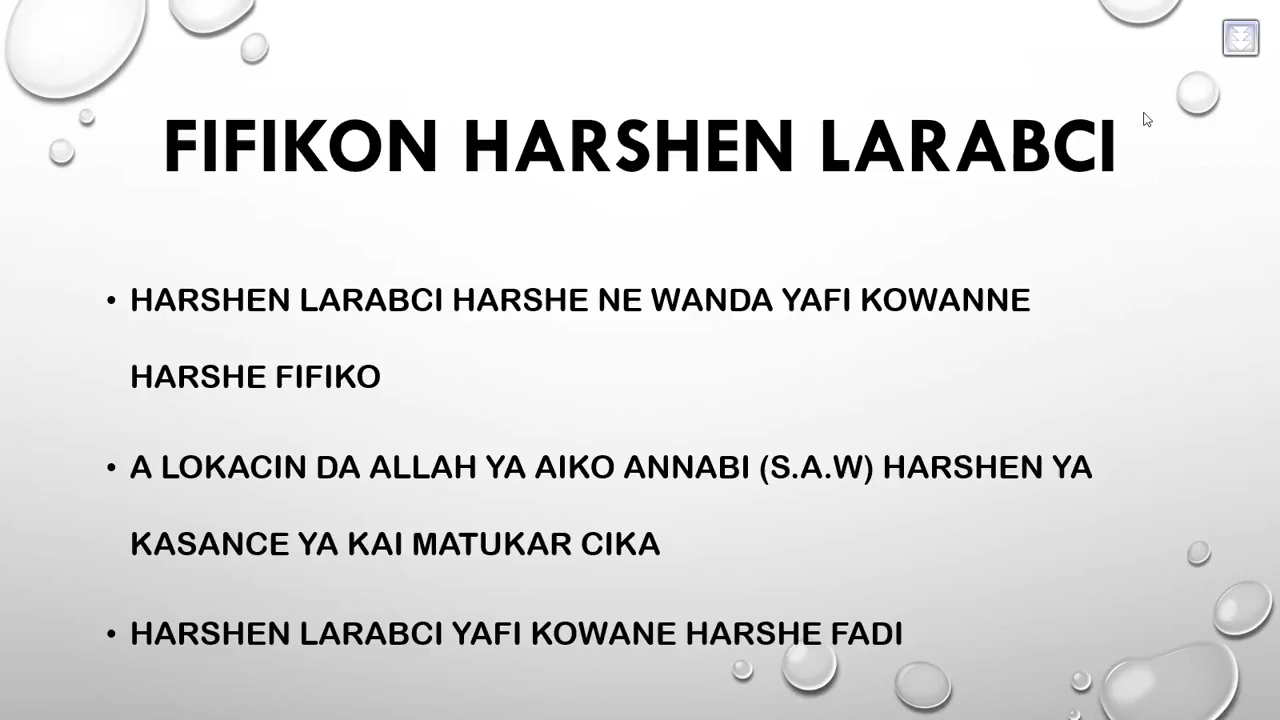 FIFIKON HARSHEN LARABCI
• HARSHEN LARABCI HARSHE NE WANDA YAFI KOWANNE
HARSHE FIFIKO
• A LOKACIN DA ALLAH YA AIKO ANNABI (S.A.W) HARSHEN YA
KASANCE YA KAI MATUKAR CIKA
• HARSHEN LARABCI YAFI KOWANE HARSHE FADI